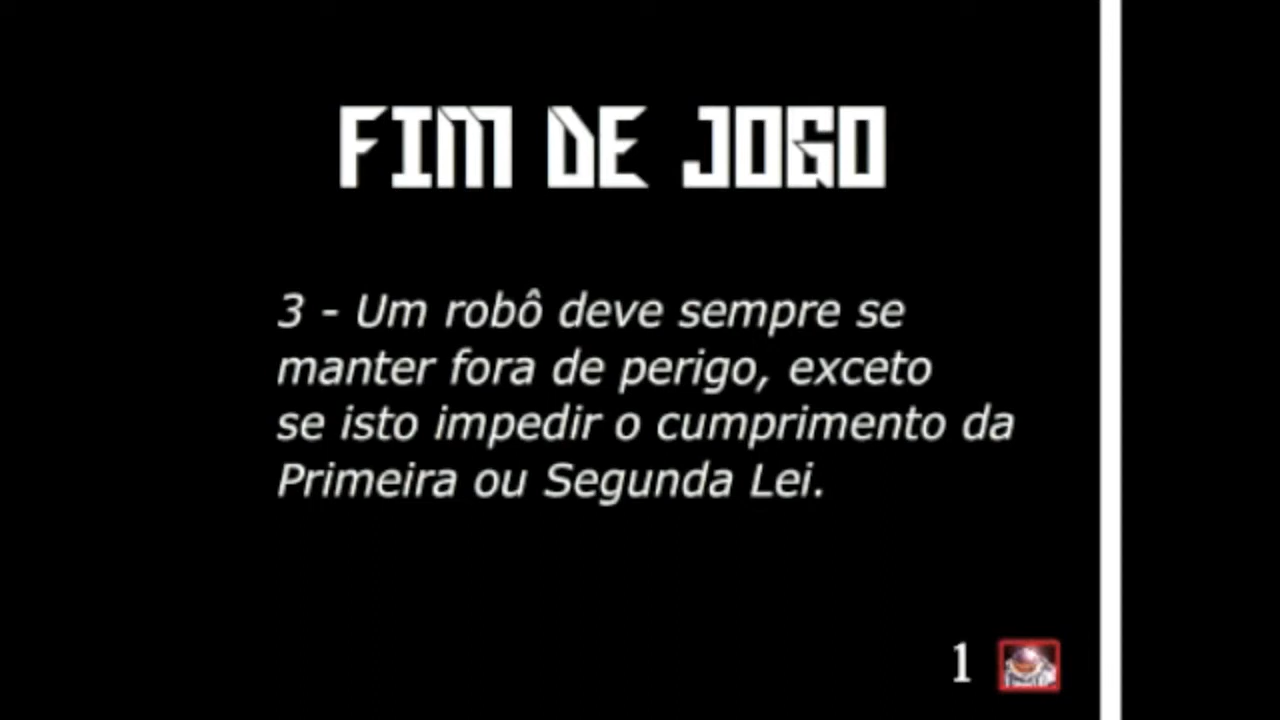 FIM DE JOGO
3 - Um robô deve sempre se
manter fora de perigo, exceto
se isto impedir o cumprimento da
Primeira ou Segunda Lei.
1